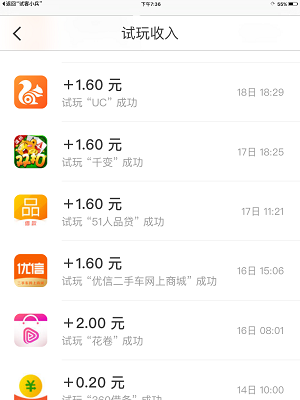 返回“试客小兵”
下午7:36
55%
试玩收入
+1.60 元
试玩 “UC” 成功
18日 18:29
+1.60 元
试玩 “千变” 成功
17日 18:25
品
+1.60 元
试玩 “51人品贷” 成功
17日 11:21
优信
+1.60 元
试玩 “优信二手车网上商城” 成功
16日 15:06
+2.00 元
试玩 “花卷” 成功
16日 08:01
¥
+0.20 元
试玩 “360借条” 成功
14日 10:00